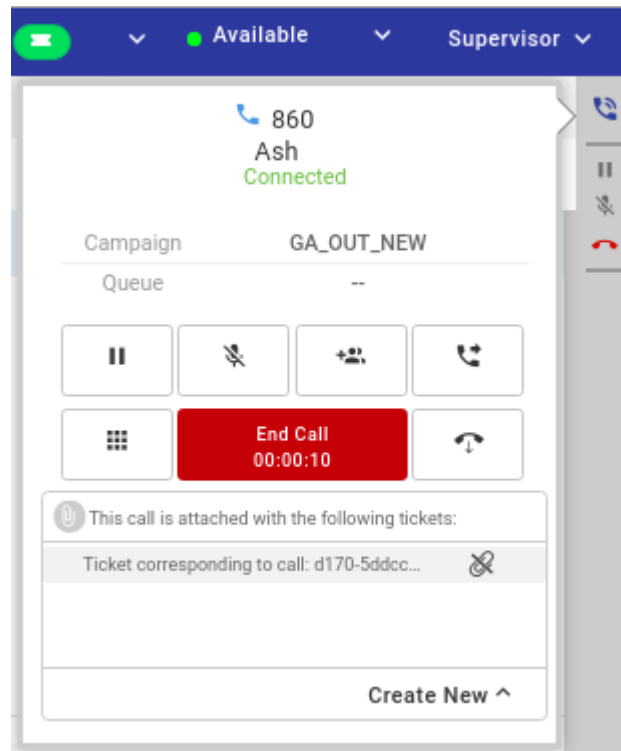 Available
Supervisor
860
Ash
Connected
Campaign GA_OUT_NEW
Queue --
End Call
00:00:10
This call is attached with the following tickets:
Ticket corresponding to call: d170-5ddcc...
Create New